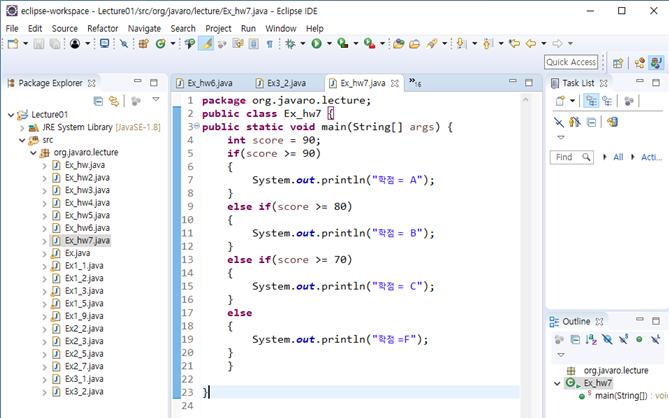 eclipse-workspace - Lecture01/src/org/javaro/lecture/Ex_hw7.java - Eclipse IDE
File Edit Source Refactor Navigate Search Project Run Window Help
Quick Access
Package Explorer
Lecture01
JRE System Library [JavaSE-1.8]
src
org.javaro.lecture
Ex_hw.java
Ex_hw2.java
Ex_hw3.java
Ex_hw4.java
Ex_hw5.java
Ex_hw6.java
Ex_hw7.java
Ex.java
Ex1_1.java
Ex1_2.java
Ex1_3.java
Ex1_5.java
Ex1_9.java
Ex2_2.java
Ex2_3.java
Ex2_5.java
Ex2_7.java
Ex3_1.java
Ex3_2.java
Ex_hw6.java Ex3_2.java Ex_hw7.java »16
1 package org.javaro.lecture;
2 public class Ex_hw7 {
3 public static void main(String[] args) {
4 int score = 90;
5 if(score >= 90)
6 {
7 System.out.println("학점 = A");
8 }
9 else if(score >= 80)
10 {
11 System.out.println("학점 = B");
12 }
13 else if(score >= 70)
14 {
15 System.out.println("학점 = C");
16 }
17 else
18 {
19 System.out.println("학점 =F");
20 }
21 }
22
23 }
24
Task List
Find All Acti...
Outline
org.javaro.lecture
Ex_hw7
main(String[]) : void